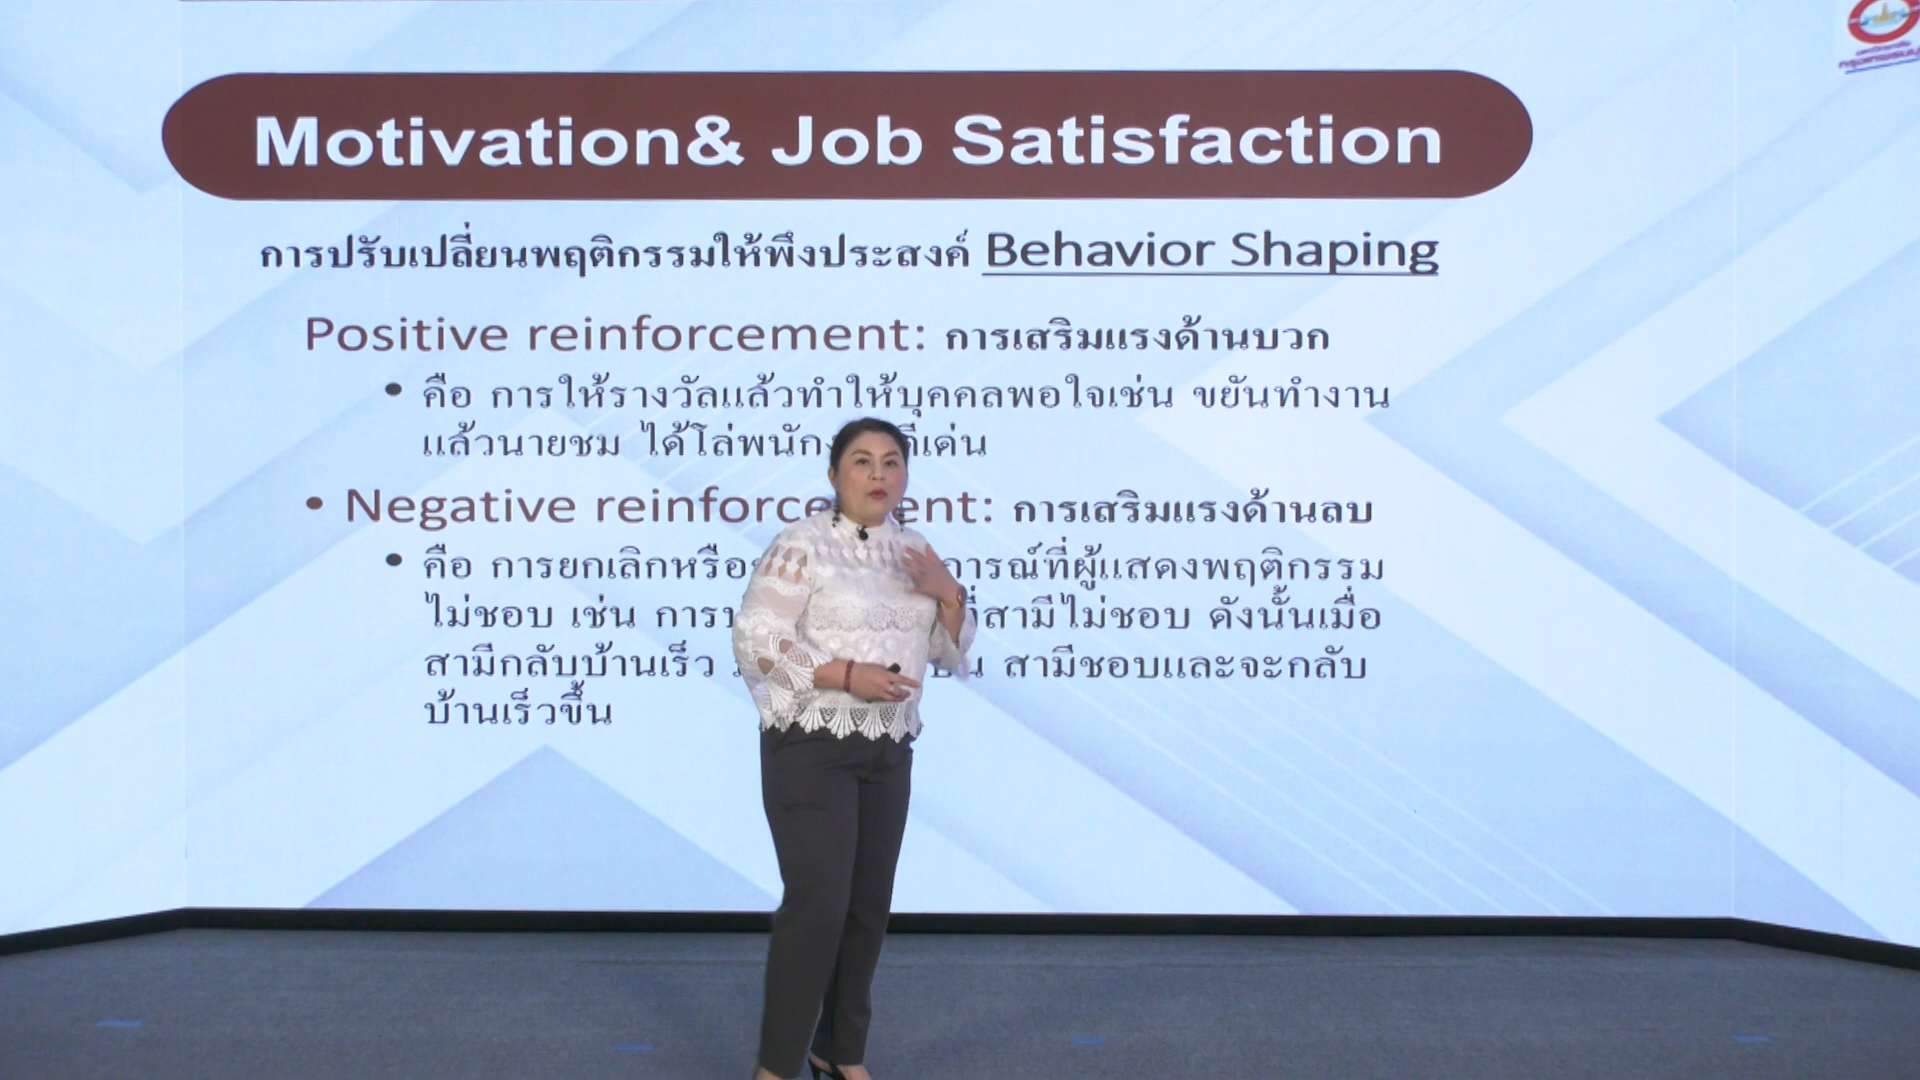 Motivation& Job Satisfaction
การปรับเปลี่ยนพฤติกรรมให้พึงประสงค์ Behavior Shaping
Positive reinforcement: การเสริมแรงด้านบวก
• คือ การให้รางวัลแล้วทำให้บุคคลพอใจเช่น ขยันทำงาน
แล้วนายชม ได้โล่พนักง ดีเด่น
• Negative reinforce ent: การเสริมแรงด้านลบ
• คือ การยกเลิกหรือ การณ์ที่ผู้แสดงพฤติกรรม
ไม่ชอบ เช่น การ ที่สามีไม่ชอบ ดังนั้นเมื่อ
สามีกลับบ้านเร็ว สามีชอบและจะกลับ
บ้านเร็วขึ้น